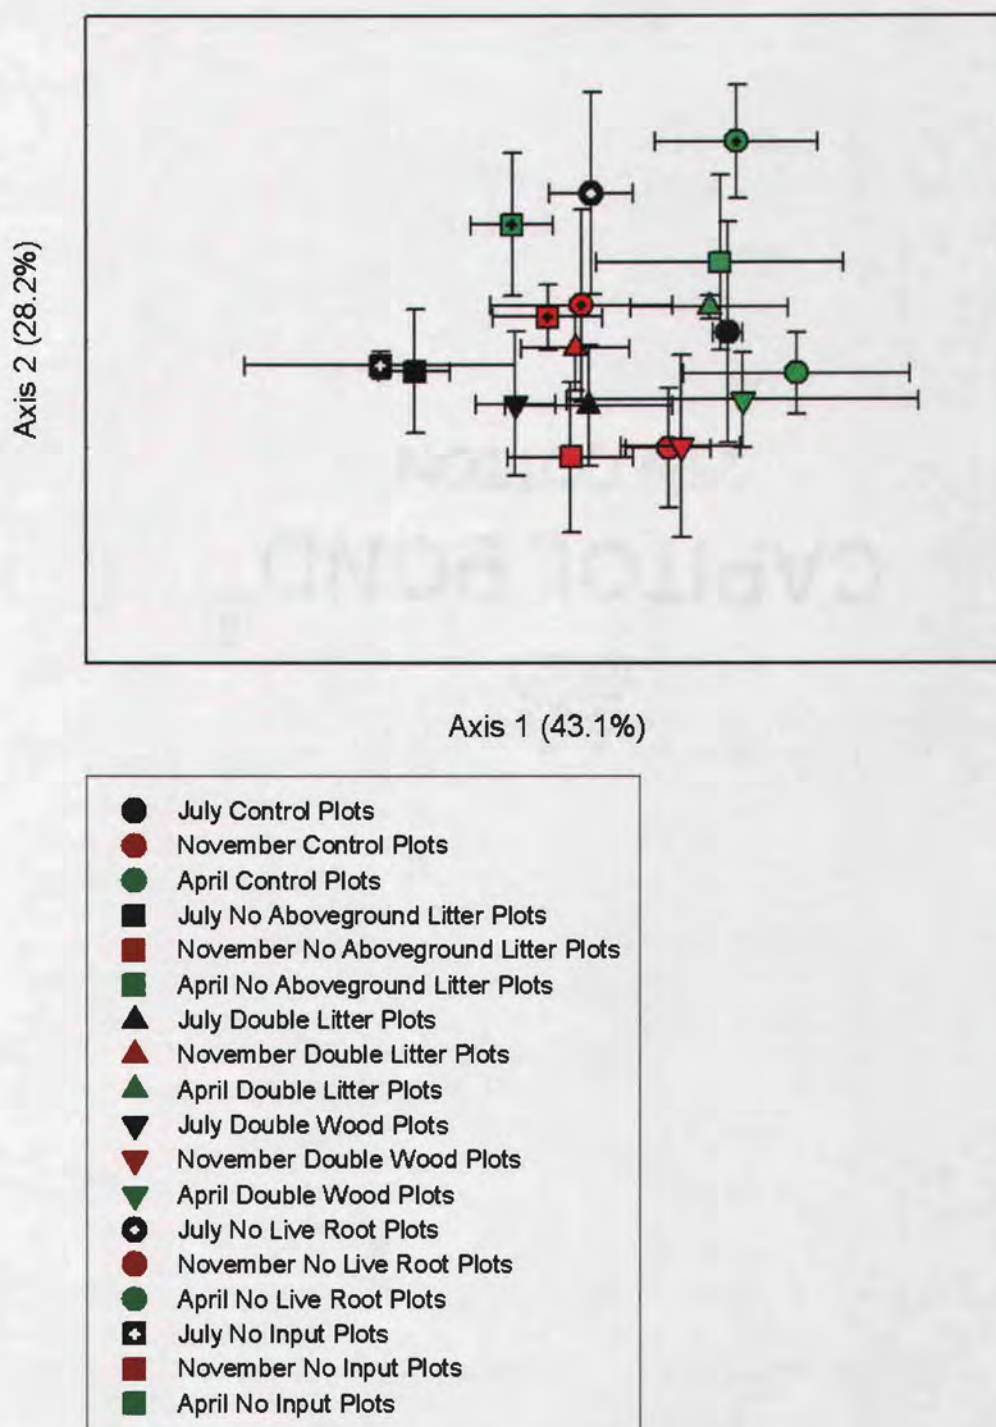 Axis 2 (28.2%)
Axis 1 (43.1%)
July Control Plots
November Control Plots
April Control Plots
July No Aboveground Litter Plots
November No Aboveground Litter Plots
April No Aboveground Litter Plots
July Double Litter Plots
November Double Litter Plots
April Double Litter Plots
July Double Wood Plots
November Double Wood Plots
April Double Wood Plots
July No Live Root Plots
November No Live Root Plots
April No Live Root Plots
July No Input Plots
November No Input Plots
April No Input Plots
CAPITOL BOND